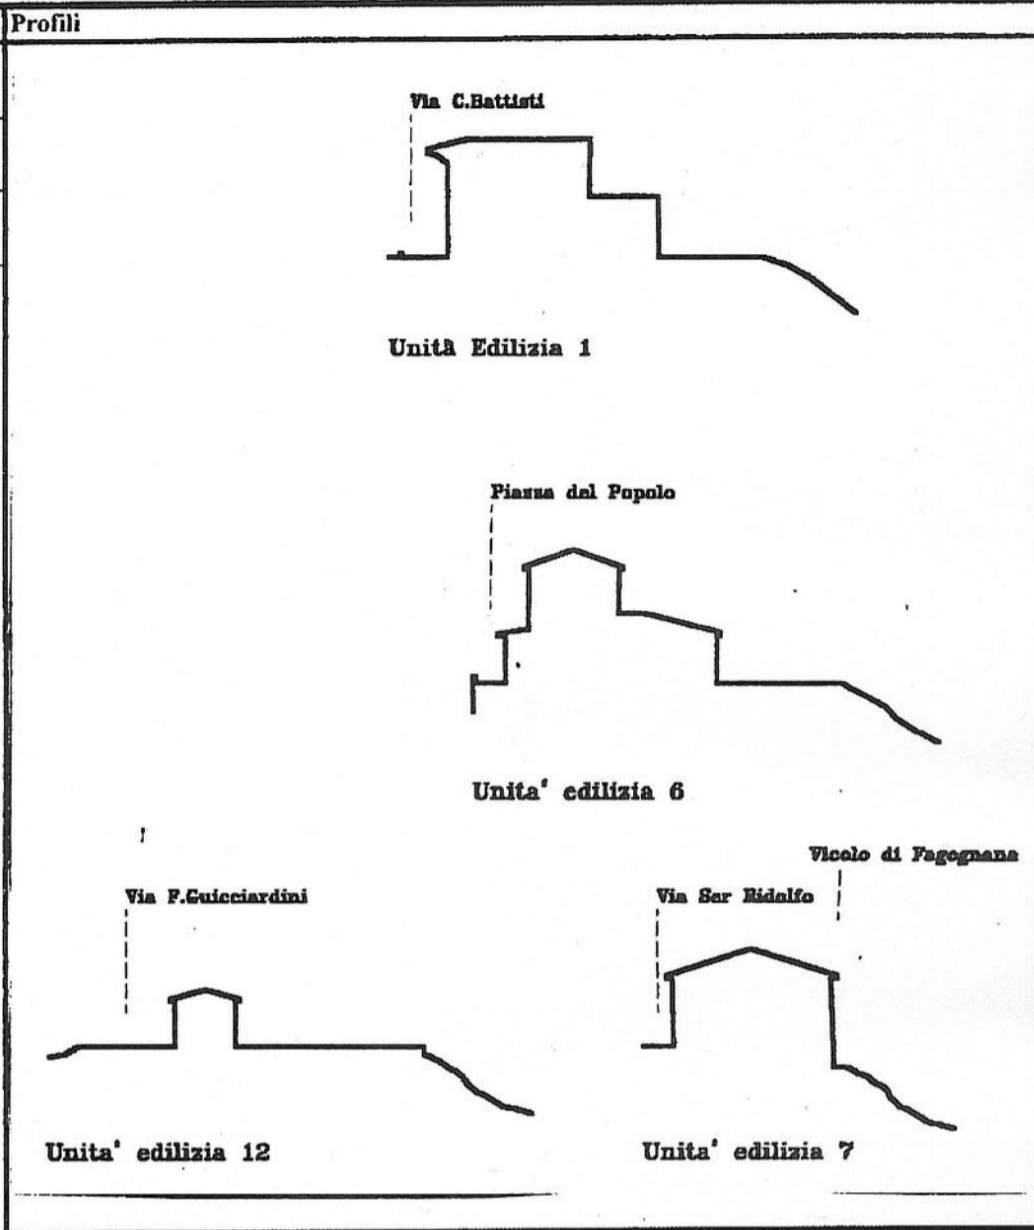 Profili
Via C.Battisti
Unità Edilizia 1
Piazza del Popolo
Unita' edilizia 6
Vicolo di Fagognana
Via F.Guicciardini
Via Ser Ridolfo
Unita' edilizia 12
Unita' edilizia 7